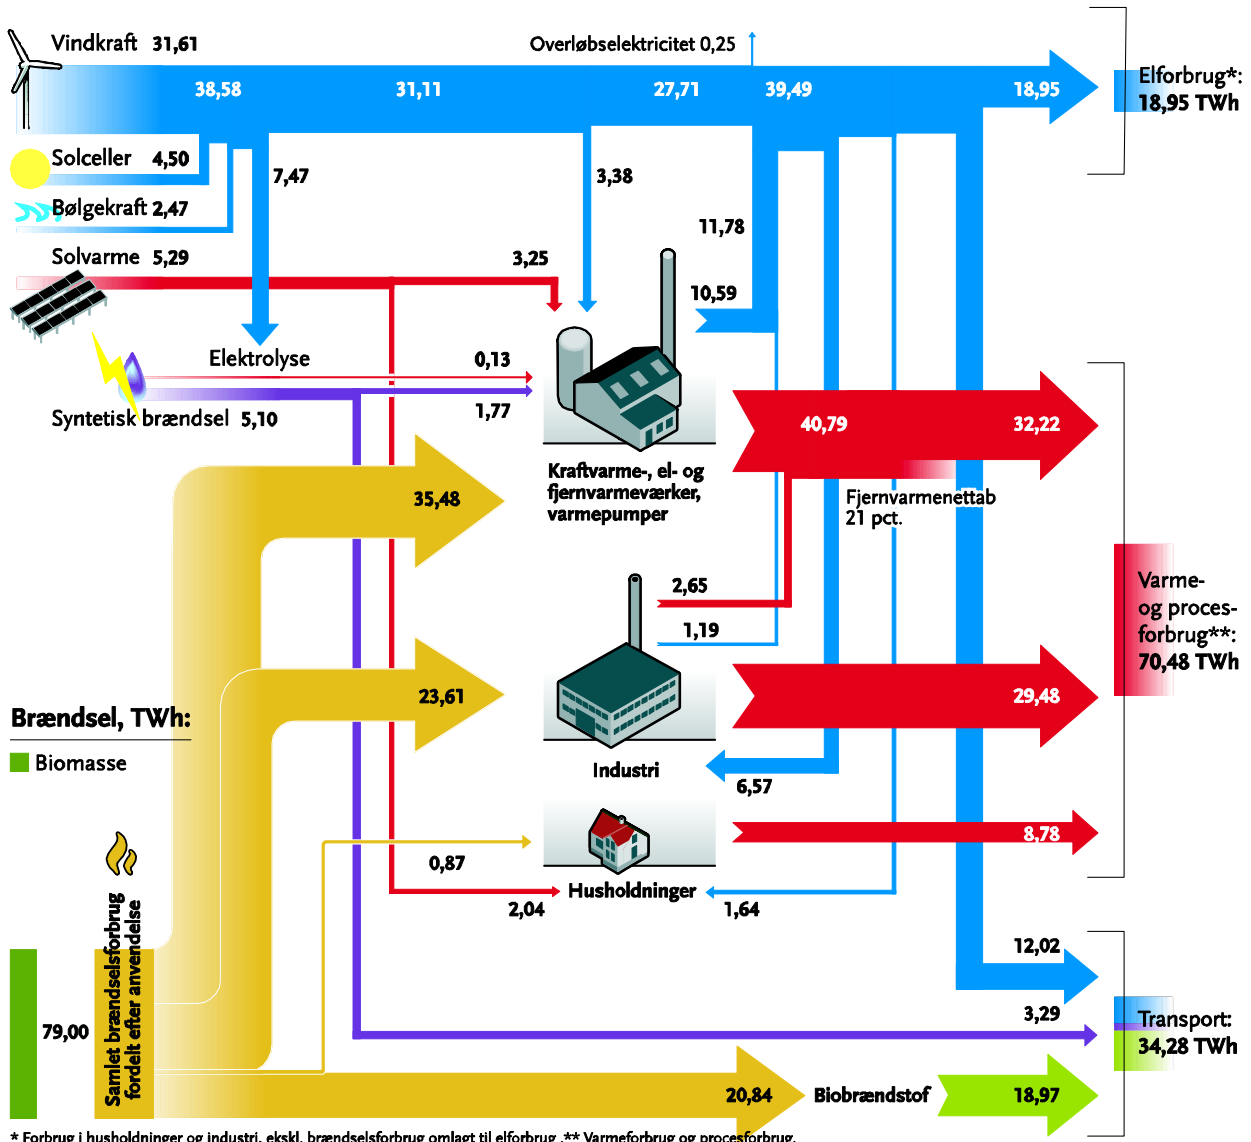 Vindkraft 31,61
Overløbselektricitet 0,25
38,58
31,11
27,71
39,49
18,95
Elforbrug*:
18,95 TWh
Solceller 4,50
7,47
3,38
Bølgekraft 2,47
11,78
Solvarme 5,29
3,25
10,59
Elektrolyse
0,13
Syntetisk brændsel 5,10
1,77
40,79
32,22
Kraftvarme-, el- og
fjernvarmeværker,
varmepumper
35,48
Fjernvarmenettab
21 pct.
2,65
1,19
Varme-
og proces-
forbrug**:
70,48 TWh
23,61
29,48
Brændsel, TWh:
Biomasse
Industri
6,57
8,78
0,87
Husholdninger
2,04
1,64
Samlet brændselsforbrug
fordelt efter anvendelse
79,00
12,02
3,29
Transport:
34,28 TWh
20,84
Biobrændstof
18,97
* Forbrug i husholdninger og industri, ekskl. brændselsforbrug omlagt til elforbrug .** Varmeforbrug og procesforbrug.